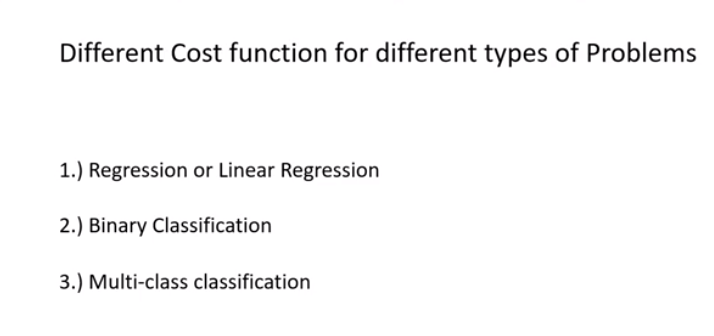 Different Cost function for different types of Problems
1.) Regression or Linear Regression
2.) Binary Classification
3.) Multi-class classification